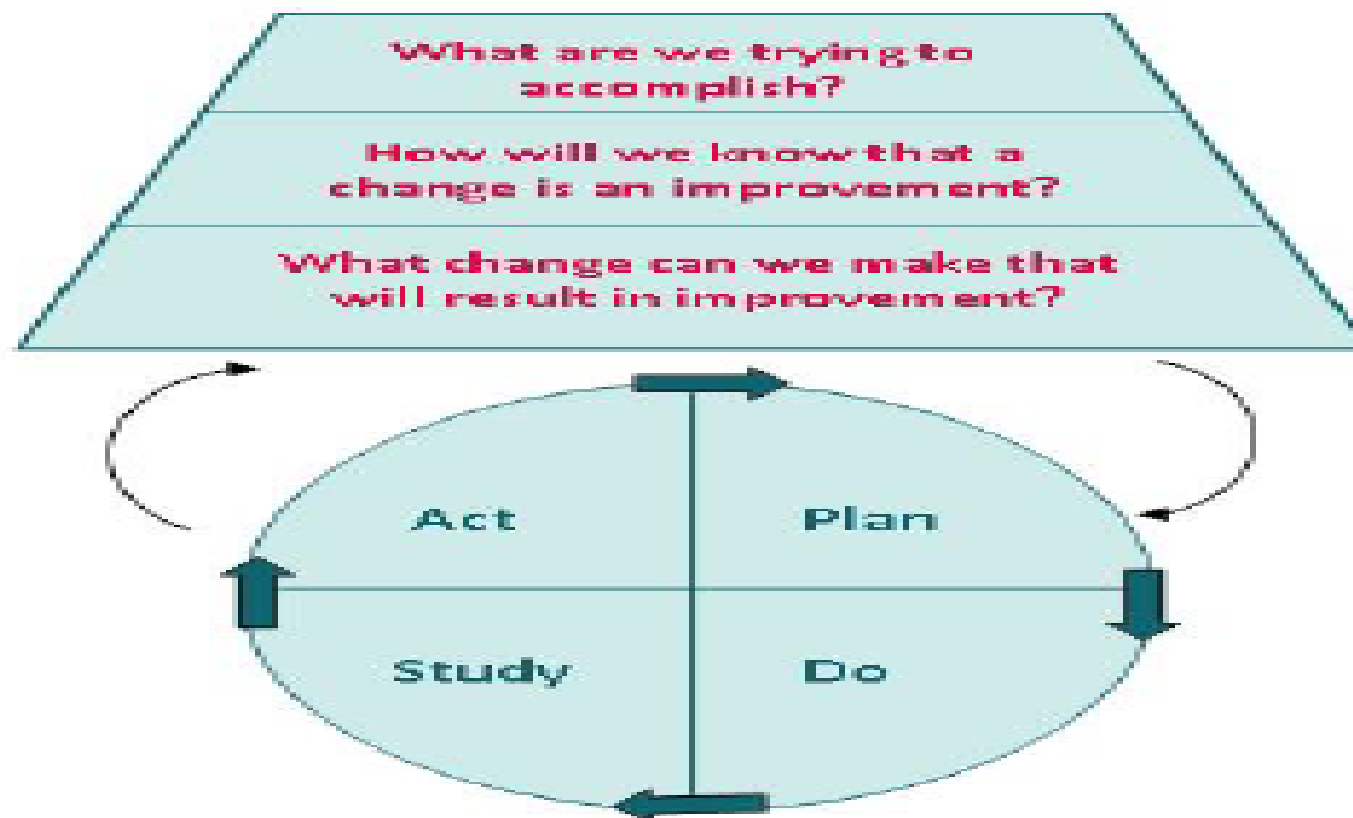 What are we trying to
accomplish?
How will we know that a
change is an improvement?
What change can we make that
will result in improvement?
Act
Plan
Study
Do